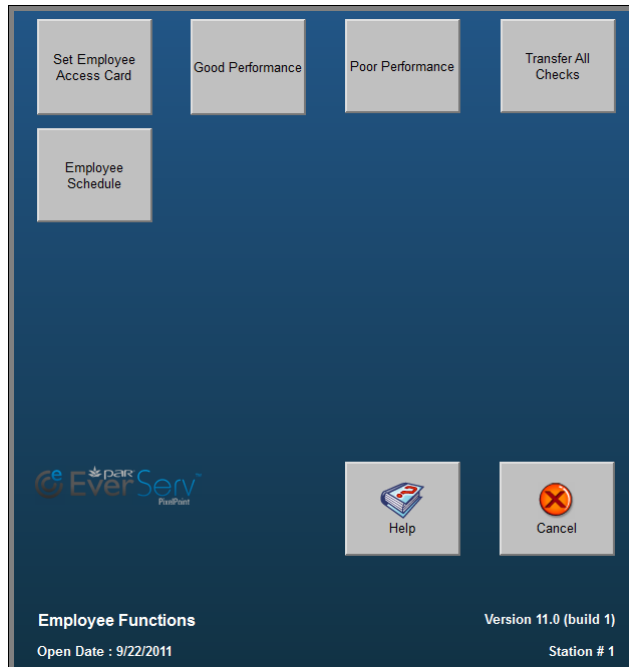 Set Employee
Access Card
Good Performance
Poor Performance
Transfer All
Checks
Employee
Schedule
e
par
EverServ™
PixelPoint
Help
Cancel
Employee Functions
Version 11.0 (build 1)
Open Date : 9/22/2011
Station # 1